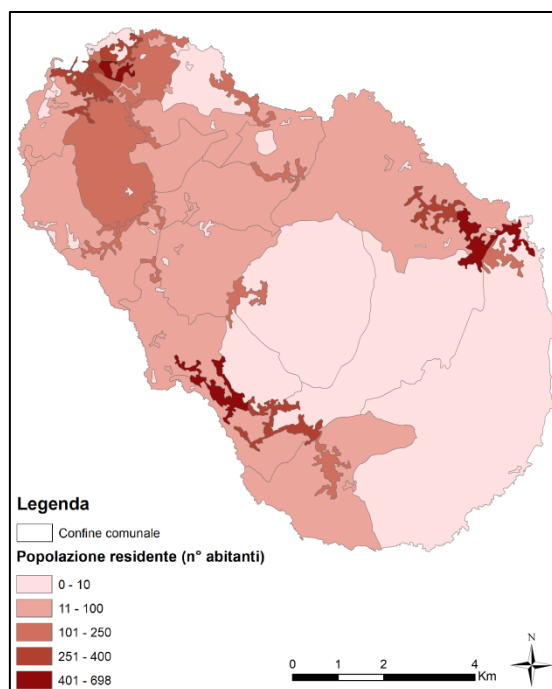 Legenda
Confine comunale
Popolazione residente (n° abitanti)
0 - 10
11 - 100
101 - 250
251 - 400
401 - 698
N
0 1 2 4
Km